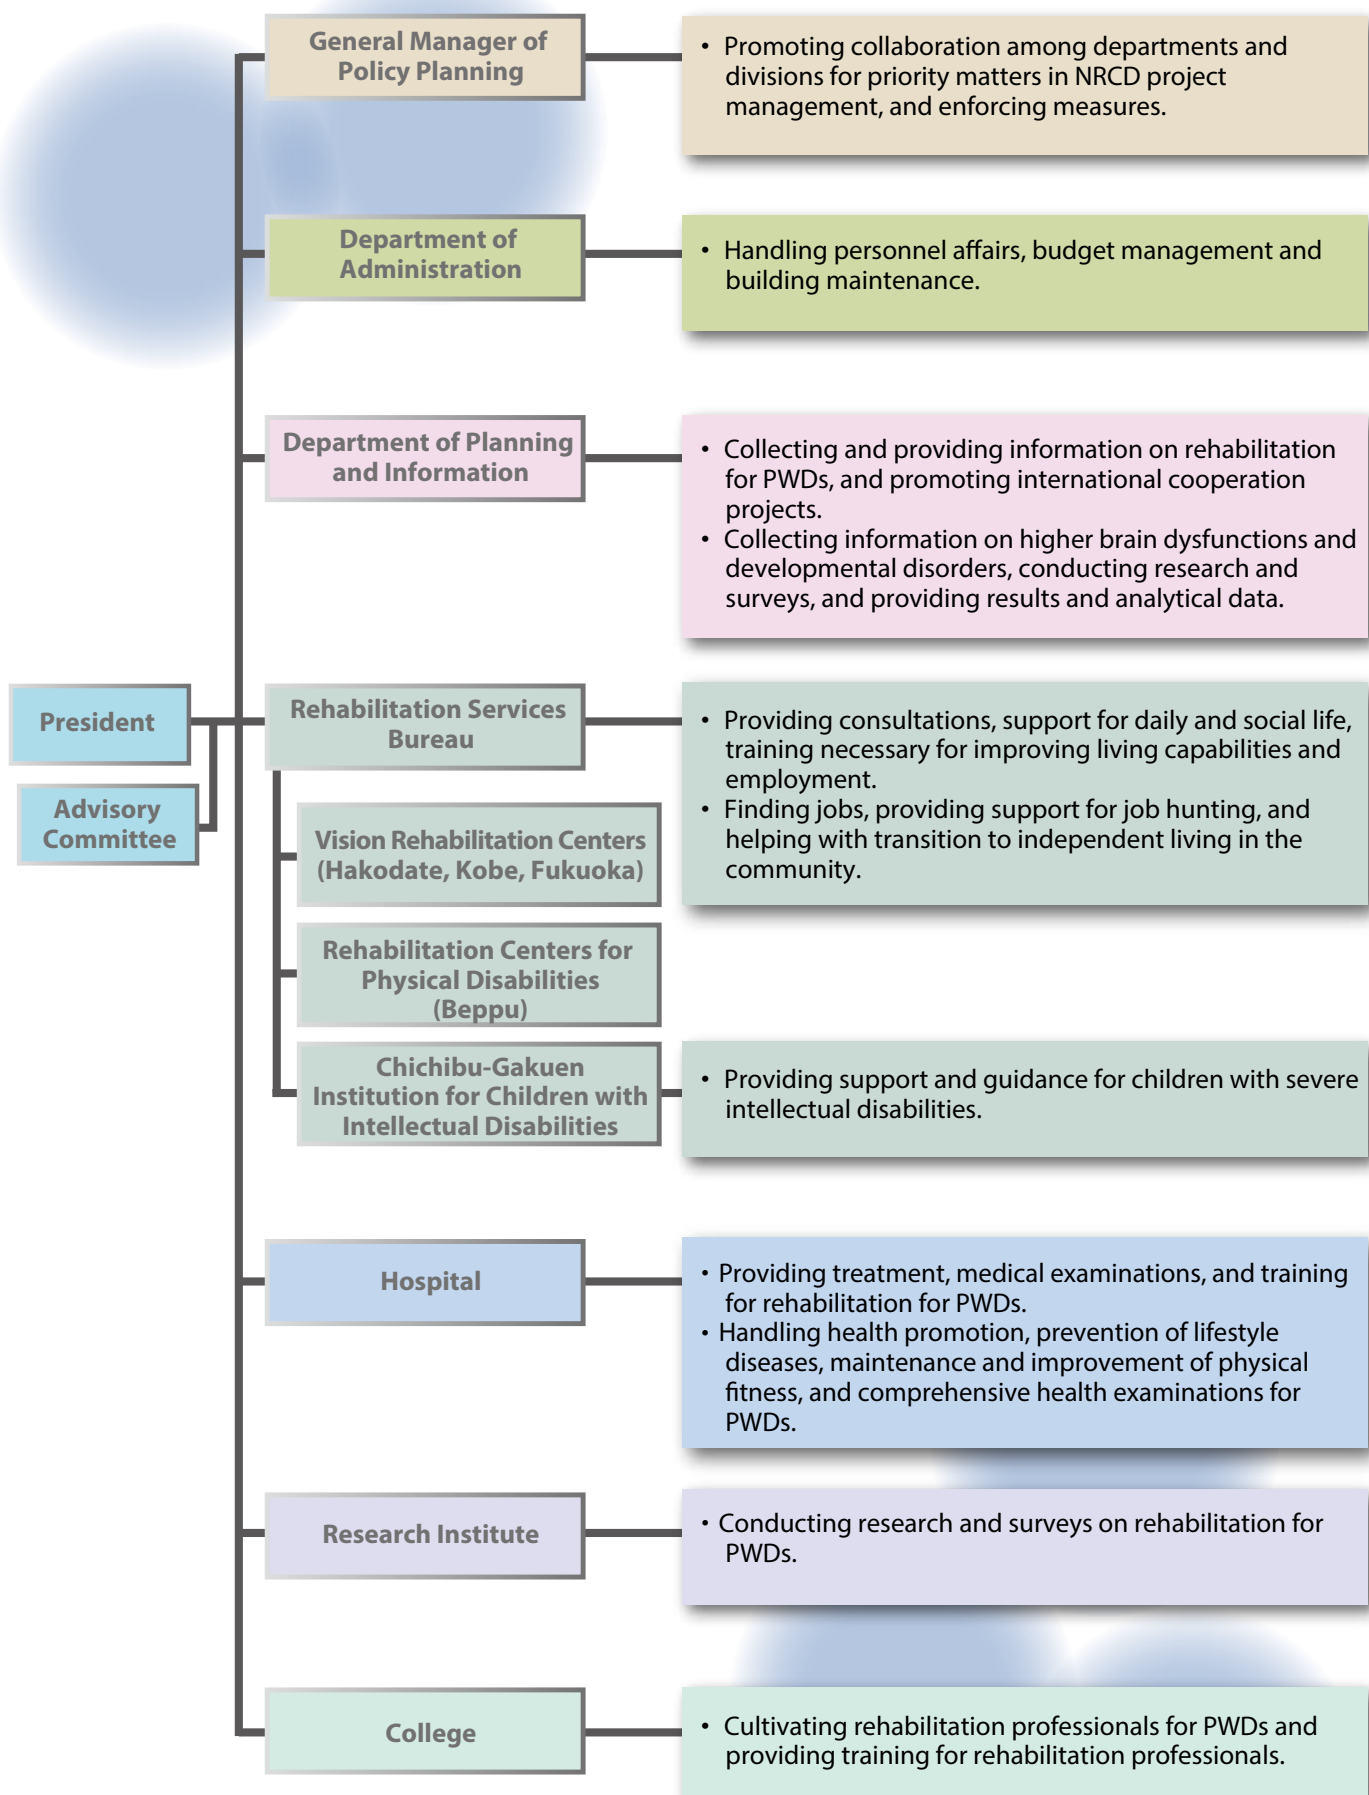 General Manager of
Policy Planning
• Promoting collaboration among departments and
divisions for priority matters in NRCD project
management, and enforcing measures.
Department of
Administration
• Handling personnel affairs, budget management and
building maintenance.
Department of Planning
and Information
• Collecting and providing information on rehabilitation
for PWDs, and promoting international cooperation
projects.
• Collecting information on higher brain dysfunctions and
developmental disorders, conducting research and
surveys, and providing results and analytical data.
President
Advisory
Committee
Rehabilitation Services
Bureau
• Providing consultations, support for daily and social life,
training necessary for improving living capabilities and
employment.
• Finding jobs, providing support for job hunting, and
helping with transition to independent living in the
community.
Vision Rehabilitation Centers
(Hakodate, Kobe, Fukuoka)
Rehabilitation Centers for
Physical Disabilities
(Beppu)
Chichibu-Gakuen
Institution for Children with
Intellectual Disabilities
• Providing support and guidance for children with severe
intellectual disabilities.
Hospital
• Providing treatment, medical examinations, and training
for rehabilitation for PWDs.
• Handling health promotion, prevention of lifestyle
diseases, maintenance and improvement of physical
fitness, and comprehensive health examinations for
PWDs.
Research Institute
• Conducting research and surveys on rehabilitation for
PWDs.
College
• Cultivating rehabilitation professionals for PWDs and
providing training for rehabilitation professionals.